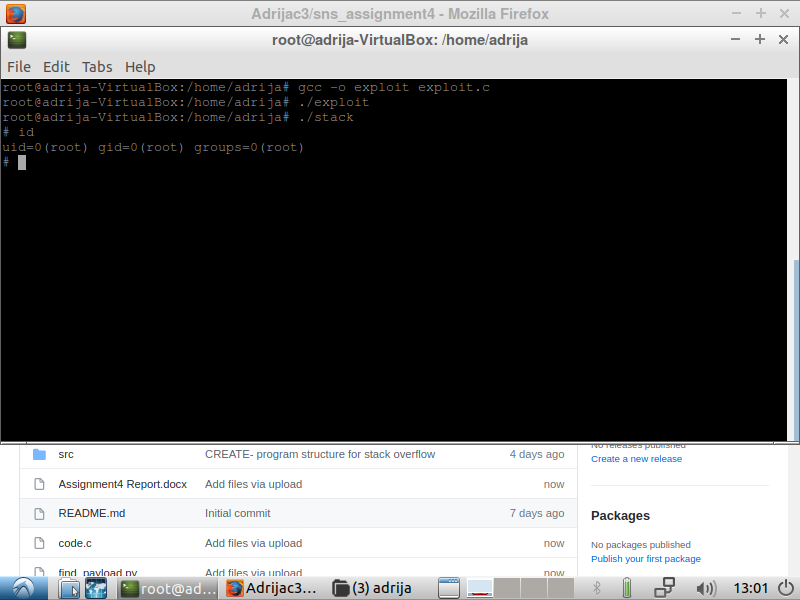 Adrijac3/sns_assignment4 - Mozilla Firefox
root@adrija-VirtualBox: /home/adrija
File Edit Tabs Help
root@adrija-VirtualBox:/home/adrija# gcc -o exploit exploit.c
root@adrija-VirtualBox:/home/adrija# ./exploit
root@adrija-VirtualBox:/home/adrija# ./stack
# id
uid=0(root) gid=0(root) groups=0(root)
#
No releases published
src CREATE- program structure for stack overflow 4 days ago
Create a new release
Assignment4 Report.docx Add files via upload now
README.md Initial commit 7 days ago
Packages
code.c Add files via upload now
No packages published
Publish your first package
find_payload.py Add files via upload now
root@ad... Adrijac3... (3) adrija 13:01